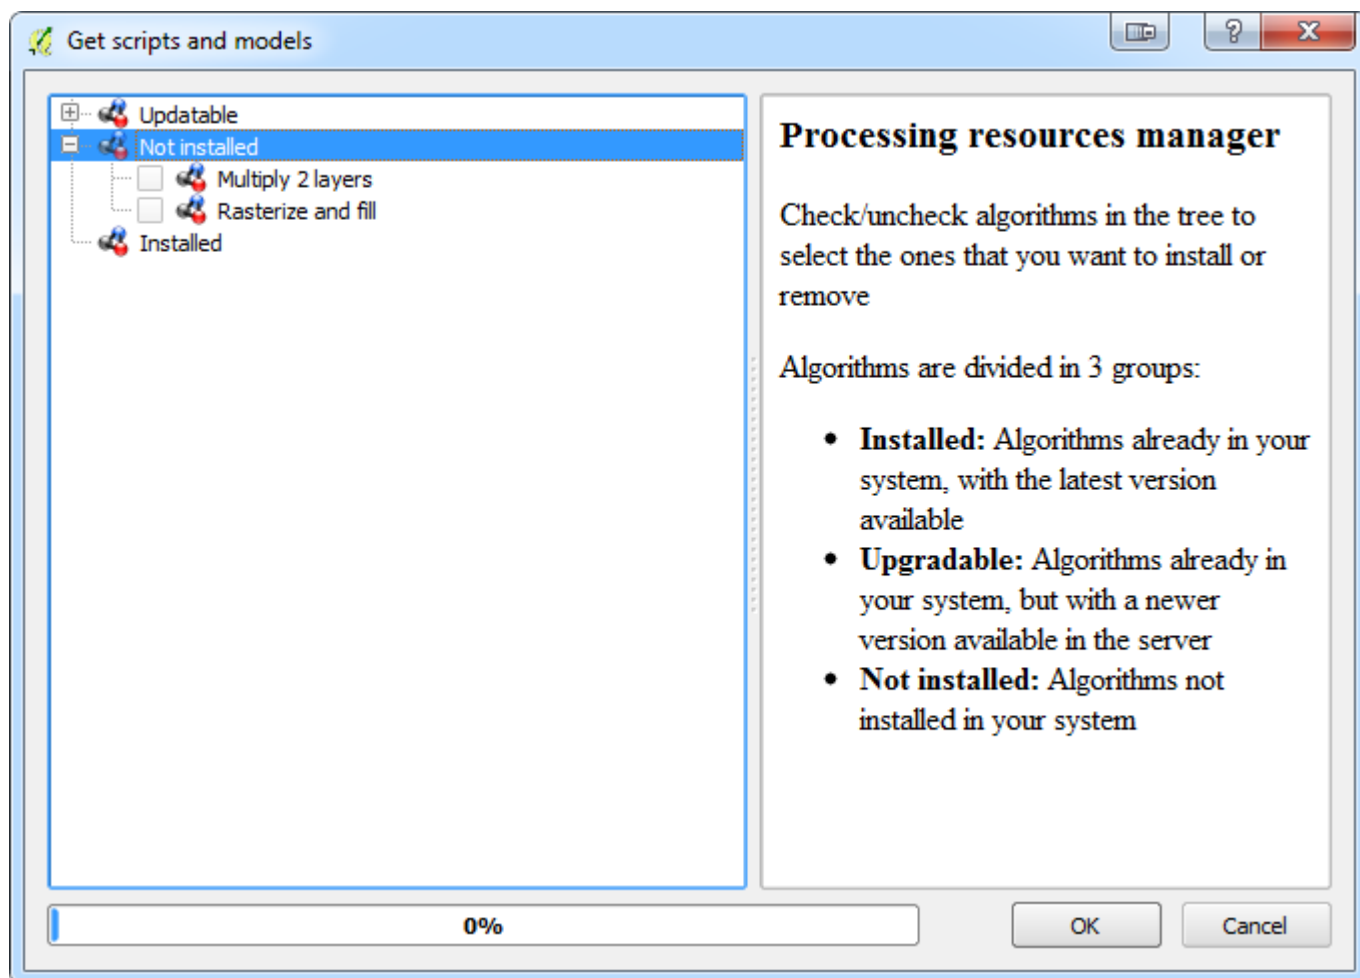 Get scripts and models
Updatable
Not installed
Multiply 2 layers
Rasterize and fill
Installed
Processing resources manager
Check/uncheck algorithms in the tree to
select the ones that you want to install or
remove
Algorithms are divided in 3 groups:
• Installed: Algorithms already in your
system, with the latest version
available
• Upgradable: Algorithms already in
your system, but with a newer
version available in the server
• Not installed: Algorithms not
installed in your system
0%
OK
Cancel